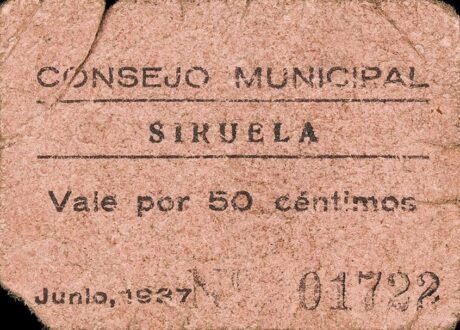 CONSEJO MUNICIPAL
SIRUELA
Vale por 50 céntimos
Junio, 1937 Nº 01722